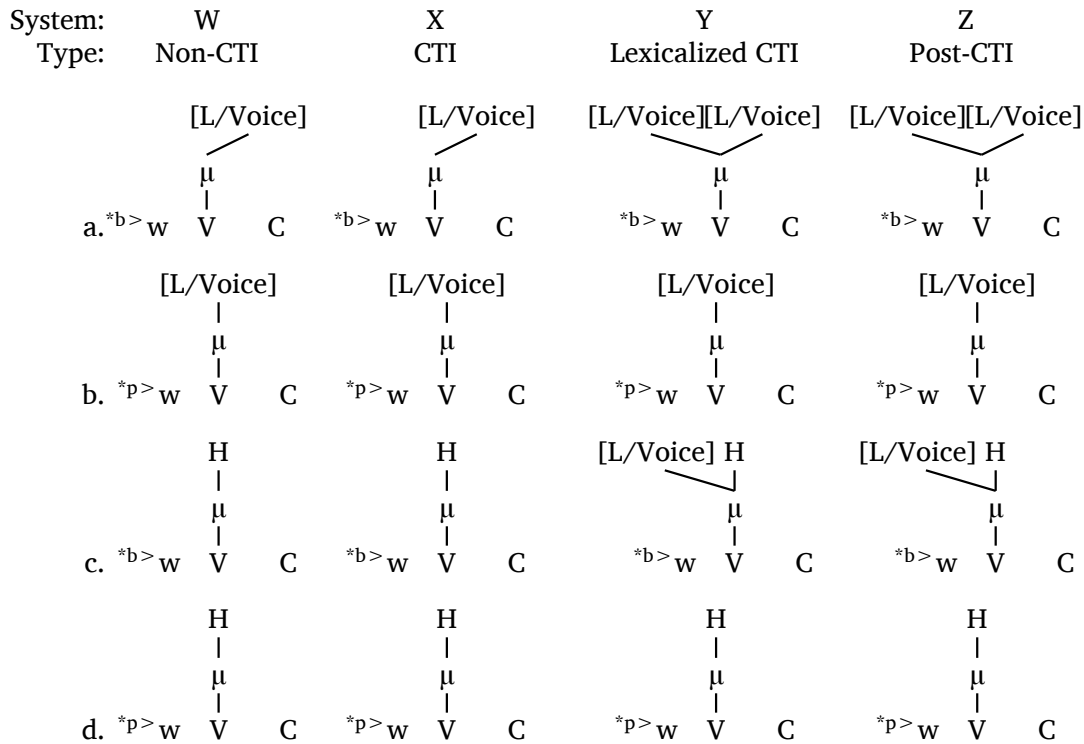 System: W X Y Z
Type: Non-CTI CTI Lexicalized CTI Post-CTI
[L/Voice] [L/Voice] [L/Voice][L/Voice] [L/Voice][L/Voice]
μ μ μ μ
a. *b > w V C *b > w V C *b > w V C *b > w V C
[L/Voice] [L/Voice] [L/Voice] [L/Voice]
μ μ μ μ
b. *p > w V C *p > w V C *p > w V C *p > w V C
H H [L/Voice] H [L/Voice] H
μ μ μ μ
c. *b > w V C *b > w V C *b > w V C *b > w V C
H H H H
μ μ μ μ
d. *p > w V C *p > w V C *p > w V C *p > w V C